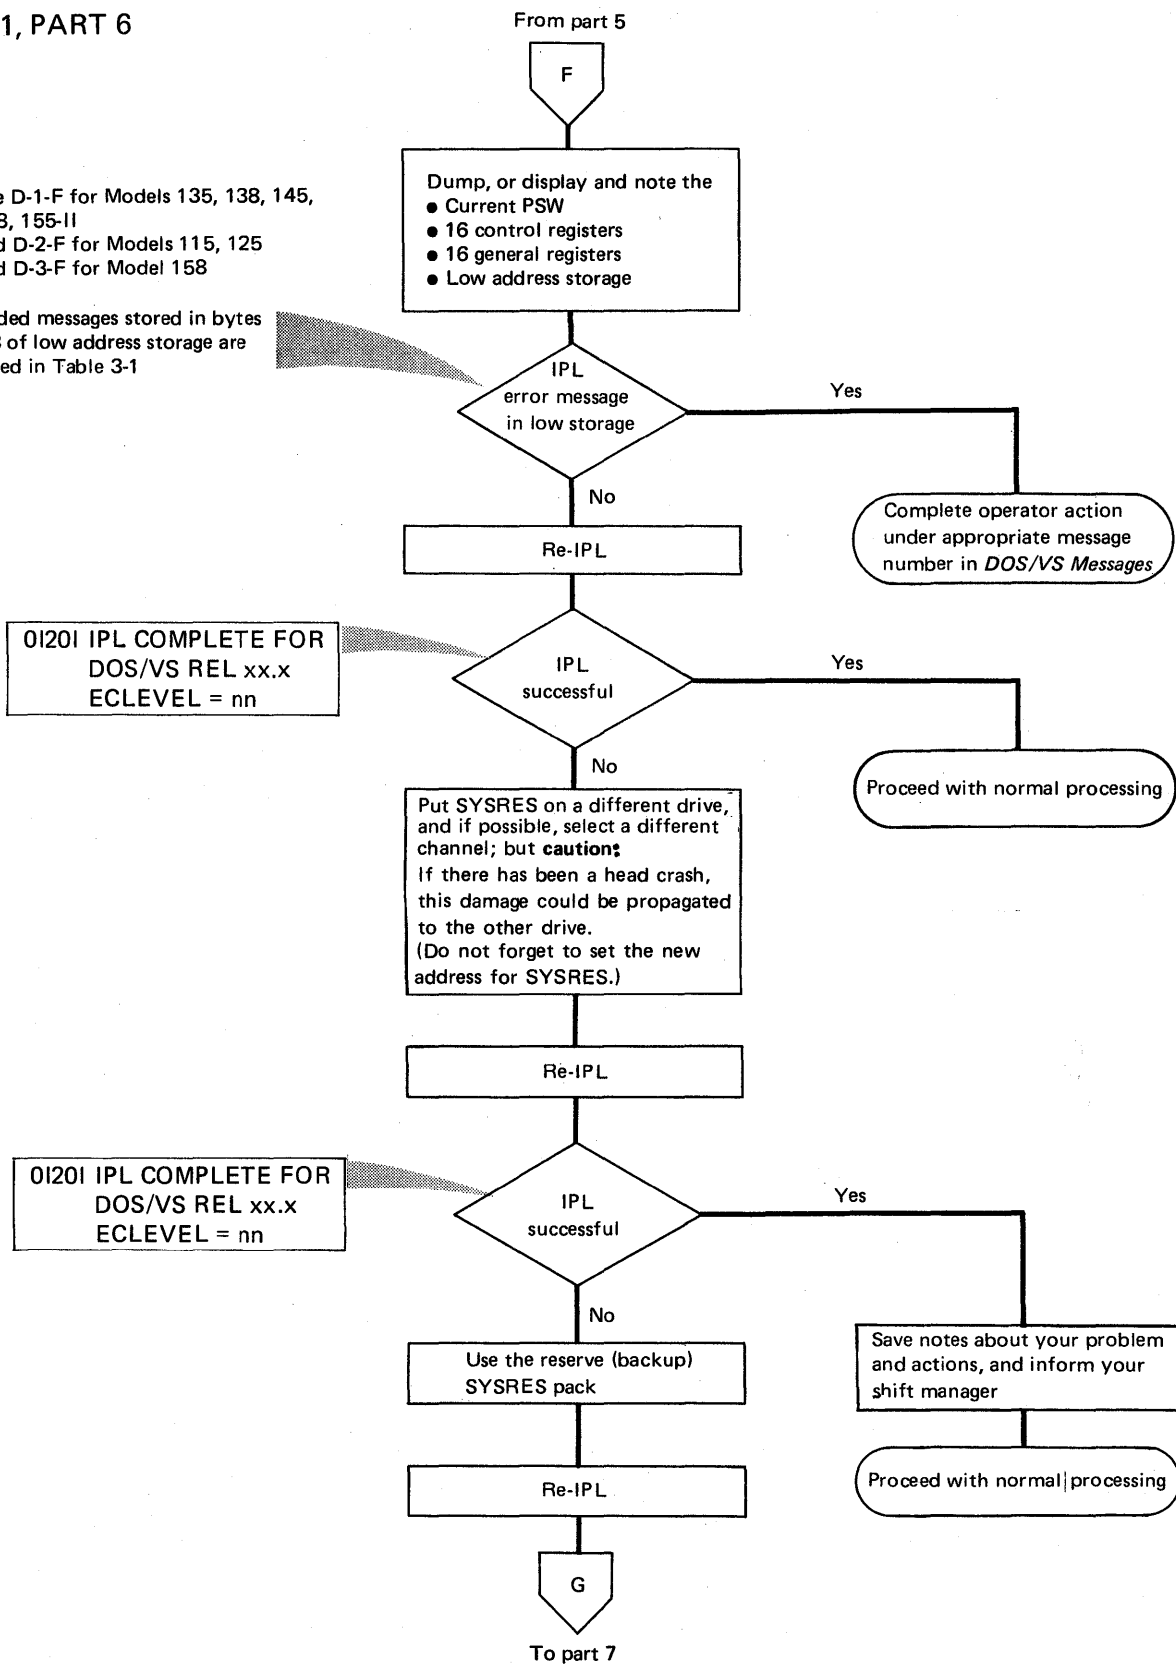 1, PART 6
From part 5
F
D-1-F for Models 135, 138, 145,
155-II
D-2-F for Models 115, 125
D-3-F for Model 158
messages stored in bytes
of low address storage are
in Table 3-1
Dump, or display and note the
● Current PSW
● 16 control registers
● 16 general registers
● Low address storage
IPL
error message
in low storage
Yes
No
Complete operator action
under appropriate message
number in DOS/VS Messages
Re-IPL
0I20I IPL COMPLETE FOR
DOS/VS REL xx.x
ECLEVEL = nn
IPL
successful
Yes
No
Proceed with normal processing
Put SYSRES on a different drive,
and if possible, select a different
channel; but caution:
If there has been a head crash,
this damage could be propagated
to the other drive.
(Do not forget to set the new
address for SYSRES.)
Re-IPL
0I20I IPL COMPLETE FOR
DOS/VS REL xx.x
ECLEVEL = nn
IPL
successful
Yes
No
Save notes about your problem
and actions, and inform your
shift manager
Use the reserve (backup)
SYSRES pack
Proceed with normal processing
Re-IPL
G
To part 7